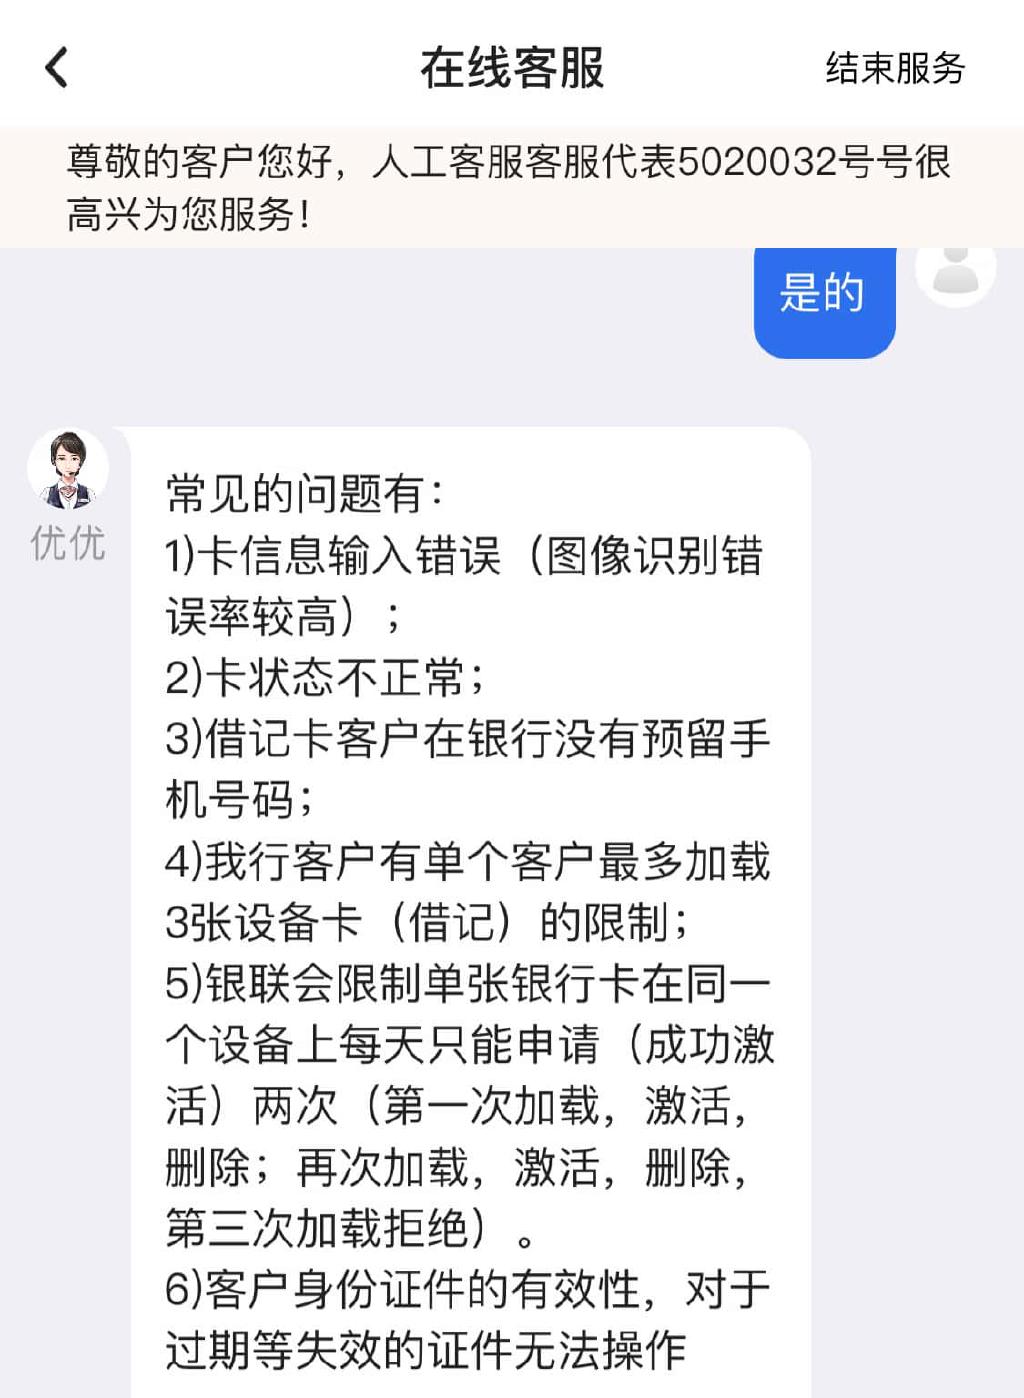 在线客服
结束服务
尊敬的客户您好，人工客服客服代表5020032号号很
高兴为您服务！
是的
优优
常见的问题有：
1)卡信息输入错误（图像识别错
误率较高）；
2)卡状态不正常；
3)借记卡客户在银行没有预留手
机号码；
4)我行客户有单个客户最多加载
3张设备卡（借记）的限制；
5)银联会限制单张银行卡在同一
个设备上每天只能申请（成功激
活）两次（第一次加载，激活，
删除；再次加载，激活，删除，
第三次加载拒绝）。
6)客户身份证件的有效性，对于
过期等失效的证件无法操作